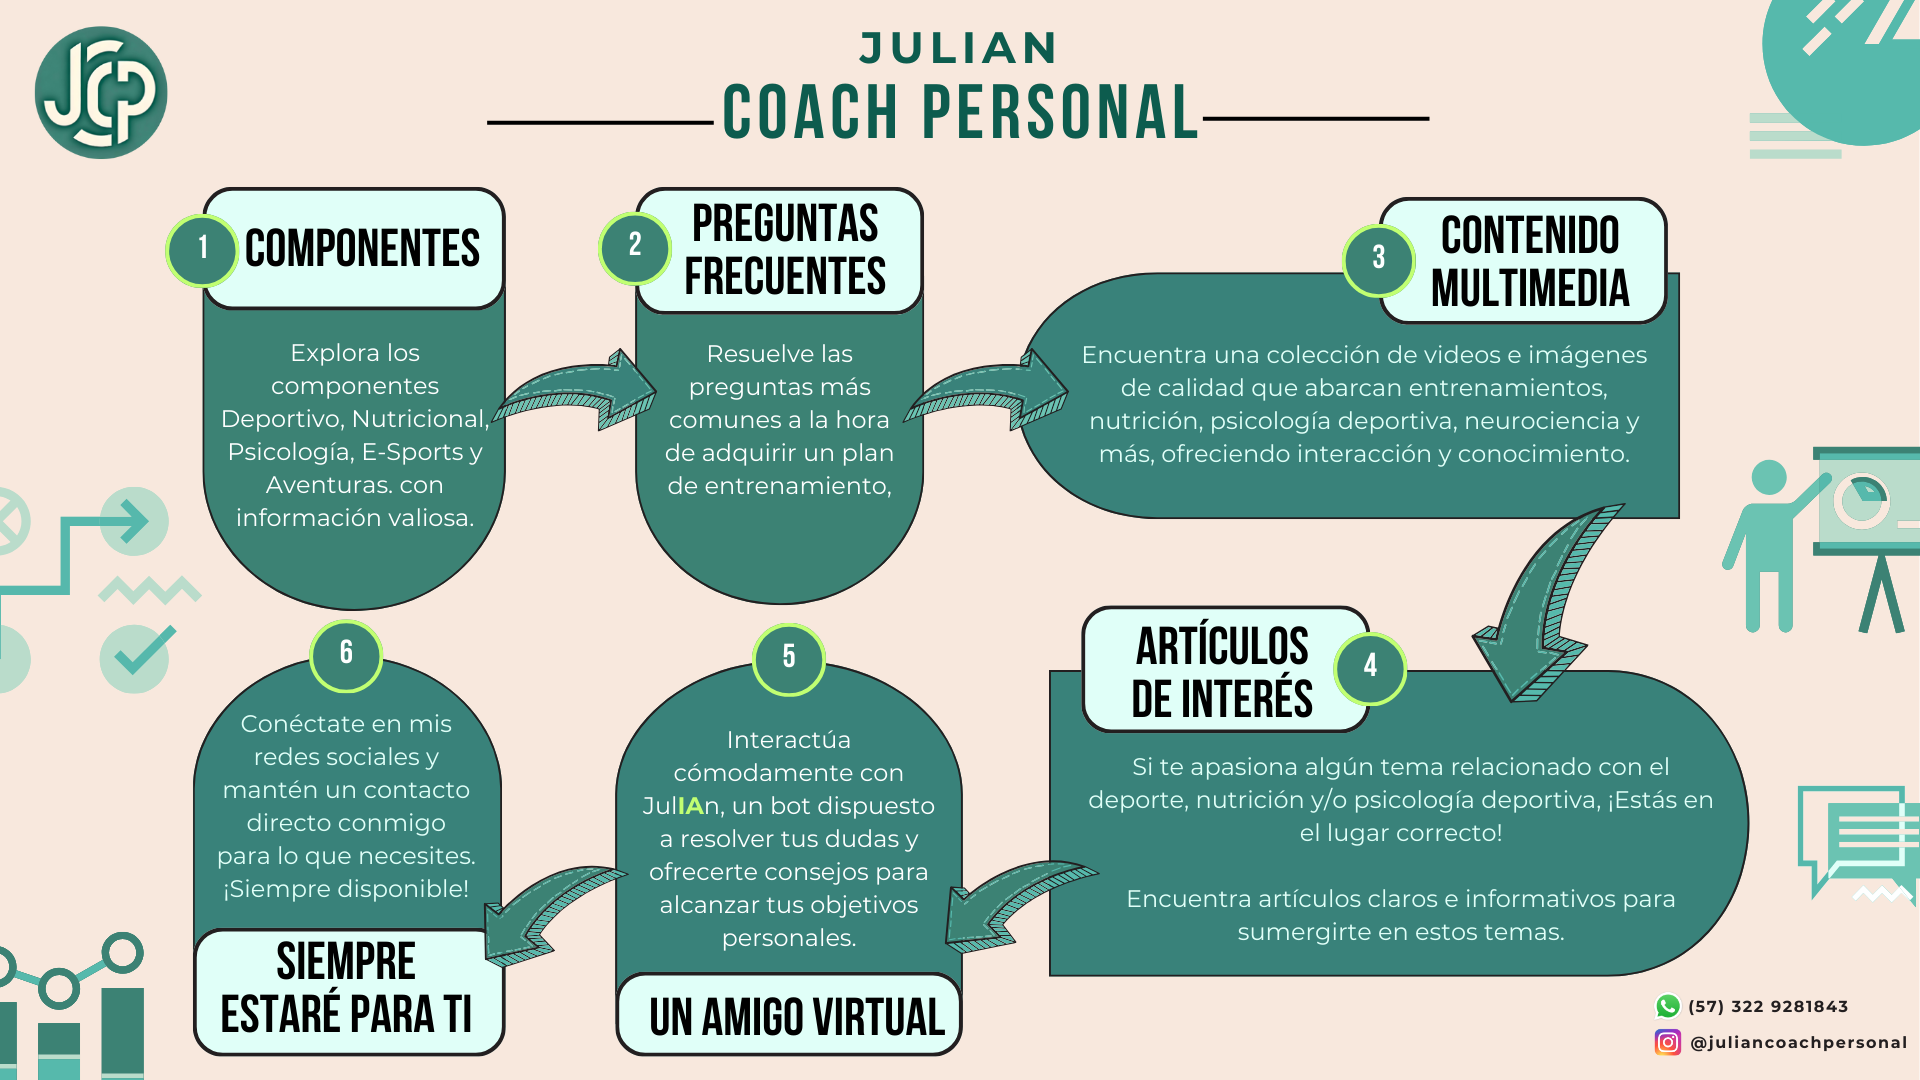 JCP
JULIAN
COACH PERSONAL
1
COMPONENTES
Explora los
componentes
Deportivo, Nutricional,
Psicología, E-Sports y
Aventuras. con
información valiosa.
2
PREGUNTAS
FRECUENTES
Resuelve las
preguntas más
comunes a la hora
de adquirir un plan
de entrenamiento,
3
CONTENIDO
MULTIMEDIA
Encuentra una colección de videos e imágenes
de calidad que abarcan entrenamientos,
nutrición, psicología deportiva, neurociencia y
más, ofreciendo interacción y conocimiento.
ARTÍCULOS
DE INTERÉS
4
Si te apasiona algún tema relacionado con el
deporte, nutrición y/o psicología deportiva, ¡Estás en
el lugar correcto!
Encuentra artículos claros e informativos para
sumergirte en estos temas.
5
Interactúa
cómodamente con
JulIAn, un bot dispuesto
a resolver tus dudas y
ofrecerte consejos para
alcanzar tus objetivos
personales.
UN AMIGO VIRTUAL
6
Conéctate en mis
redes sociales y
mantén un contacto
directo conmigo
para lo que necesites.
¡Siempre disponible!
SIEMPRE
ESTARÉ PARA TI
(57) 322 9281843
@juliancoachpersonal